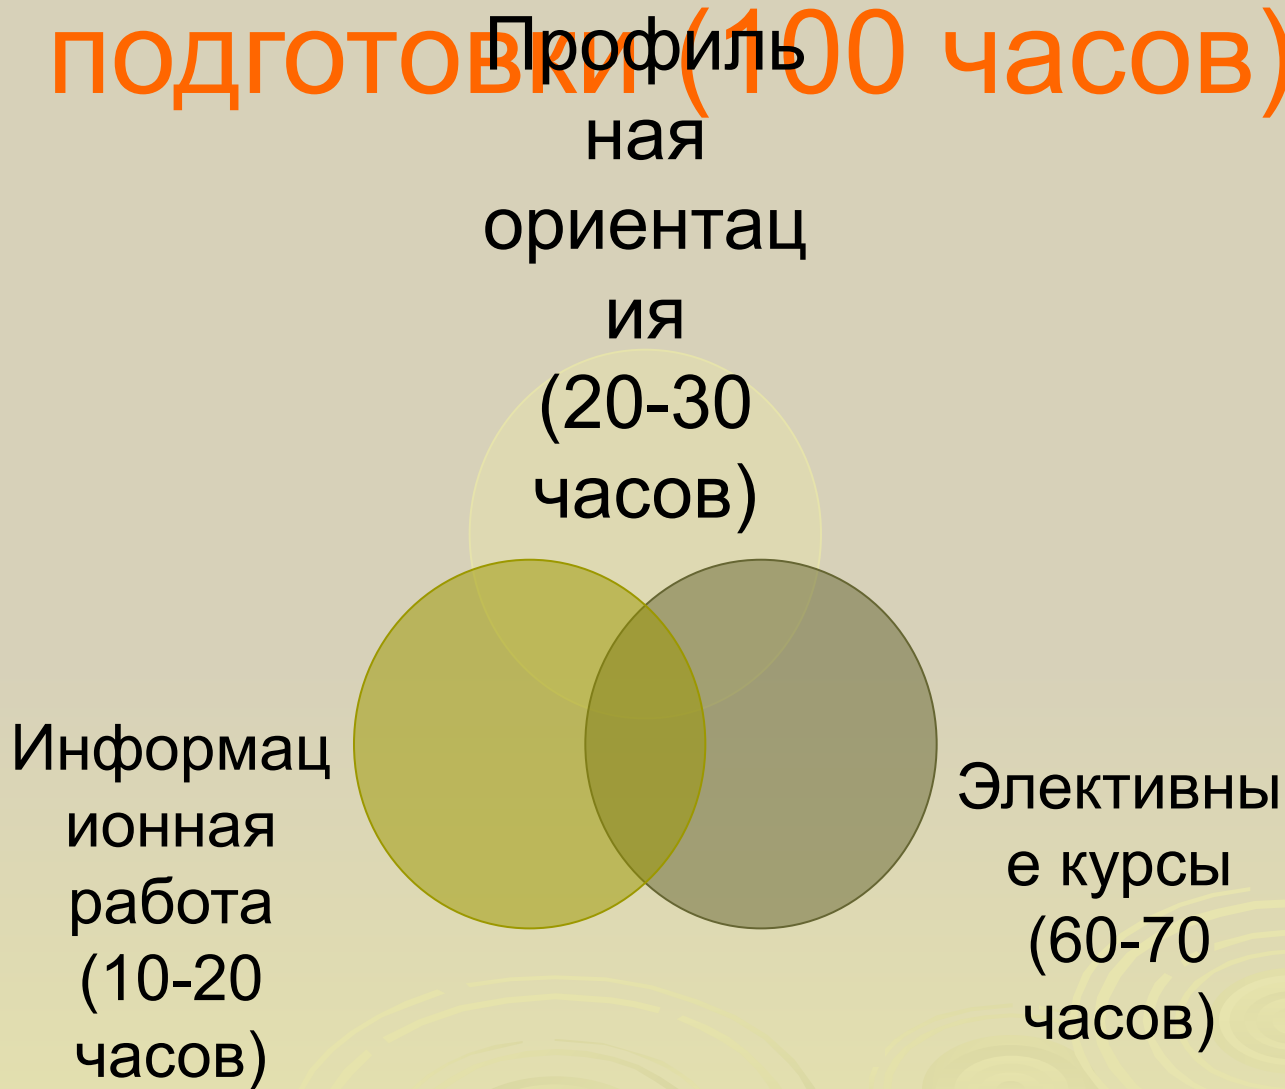 подготовки (100 часов)
Профиль
ная
ориентац
ия
(20-30
часов)
Информац
ионная
работа
(10-20
часов)
Элективны
е курсы
(60-70
часов)